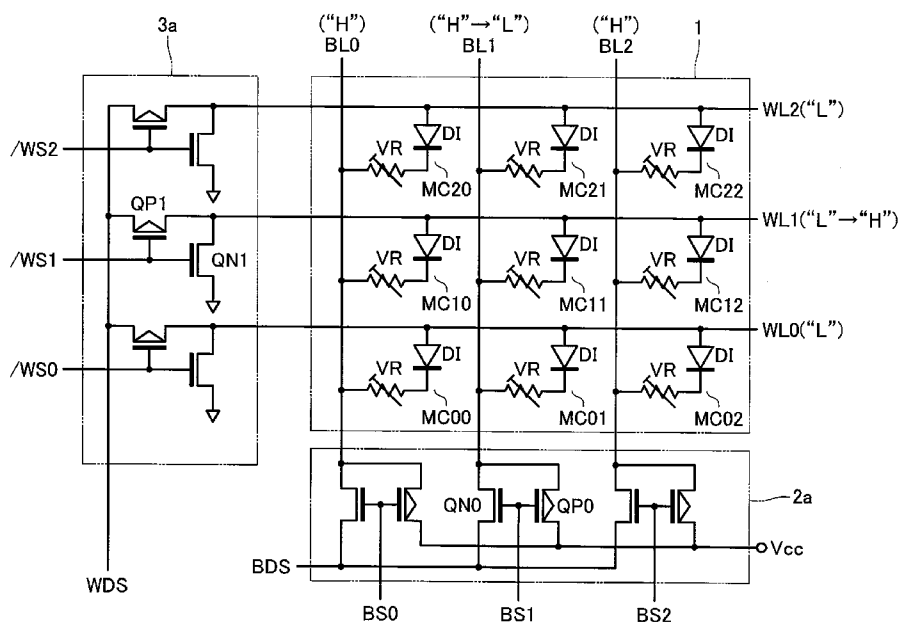 3a
("H") ("H"→"L") ("H") 1
BL0 BL1 BL2
WL2("L")
DI DI DI
/WS2 VR VR VR
MC20 MC21 MC22
QP1
WL1("L"→"H")
DI DI DI
/WS1 QN1 VR VR VR
MC10 MC11 MC12
WL0("L")
DI DI DI
/WS0 VR VR VR
MC00 MC01 MC02
QN0 QP0 2a
Vcc
BDS
WDS
BS0 BS1 BS2